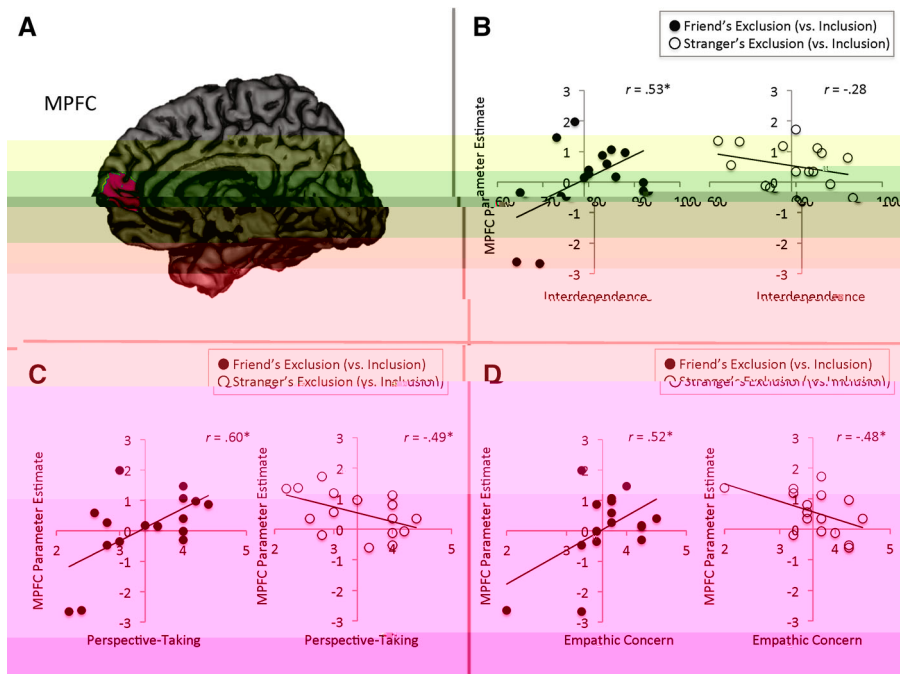 A
MPFC
B
Friend's Exclusion (vs. Inclusion)
Stranger's Exclusion (vs. Inclusion)
MPFC Parameter Estimate
3
2
1
-1
-2
-3
r = .53*
Interdependence
3
2
1
-2
-3
r = -.28
Interdependence
C
Friend's Exclusion (vs. Inclusion)
Stranger's Exclusion (vs. Inclusion)
MPFC Parameter Estimate
3
2
1
0
-1
-2
-3
2
3
4
5
r = .60*
Perspective-Taking
MPFC Parameter Estimate
3
2
1
0
-1
-2
-3
2
3
4
5
r = -.49*
Perspective-Taking
D
Friend's Exclusion (vs. Inclusion)
Stranger's Exclusion (vs. Inclusion)
MPFC Parameter Estimate
3
2
1
0
-1
-2
-3
2
3
4
5
r = .52*
Empathic Concern
MPFC Parameter Estimate
3
2
1
0
-1
-2
-3
2
3
4
5
r = -.48*
Empathic Concern